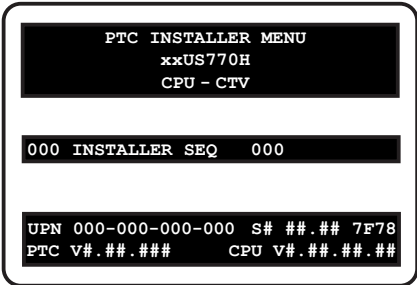 PTC INSTALLER MENU
xxUS770H
CPU – CTV
000 INSTALLER SEQ 000
UPN 000-000-000-000 S# ##.## 7F78
PTC V#.##.### CPU V#.##.##.##